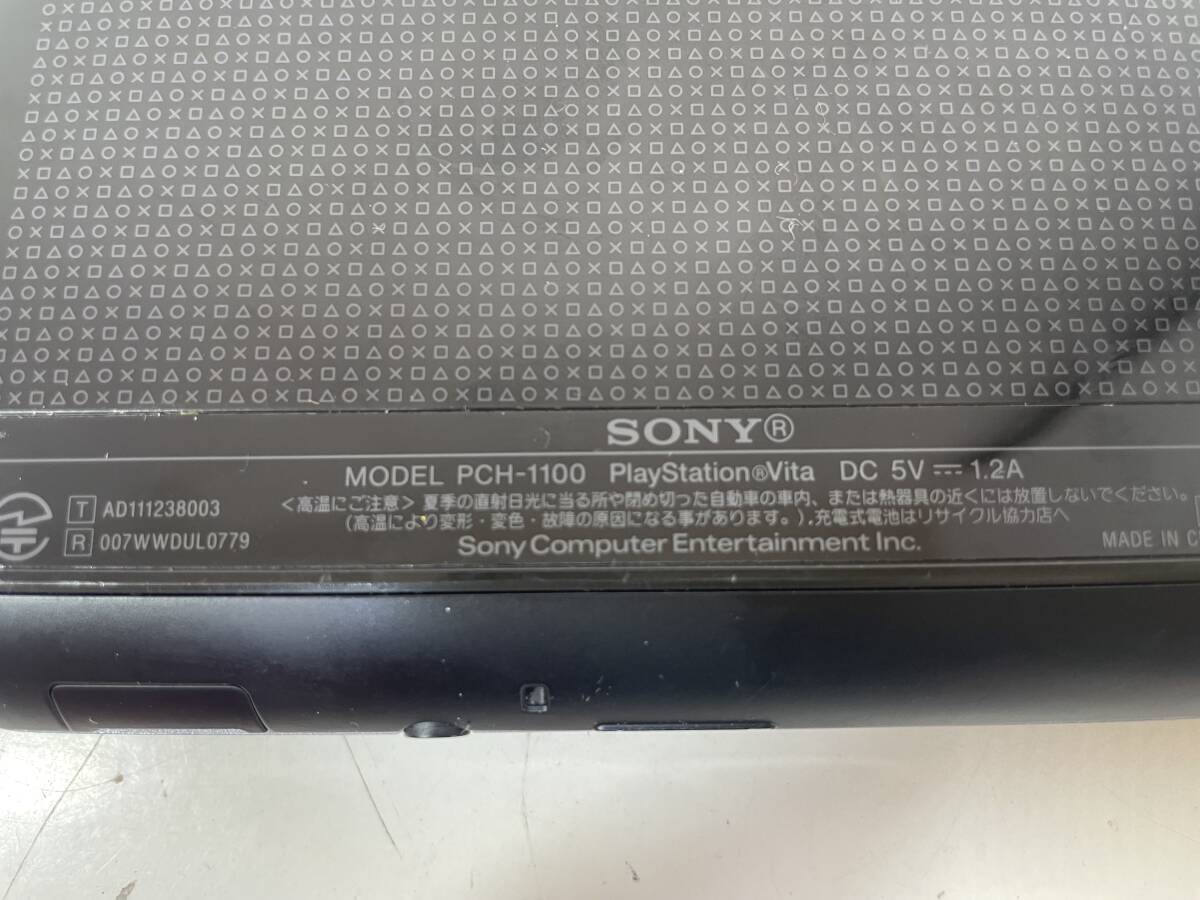 SONY®
MODEL PCH-1100 PlayStation®Vita DC 5V 1.2A
T AD111238003
<高温にご注意> 夏季の直射日光に当る所や閉め切った自動車の車内、または熱器具の近くには放置しないでください。
(高温により変形・変色・故障の原因になる事があります。).充電式電池はリサイクル協力店へ
R 007WWDUL0779
Sony Computer Entertainment Inc.
MADE IN